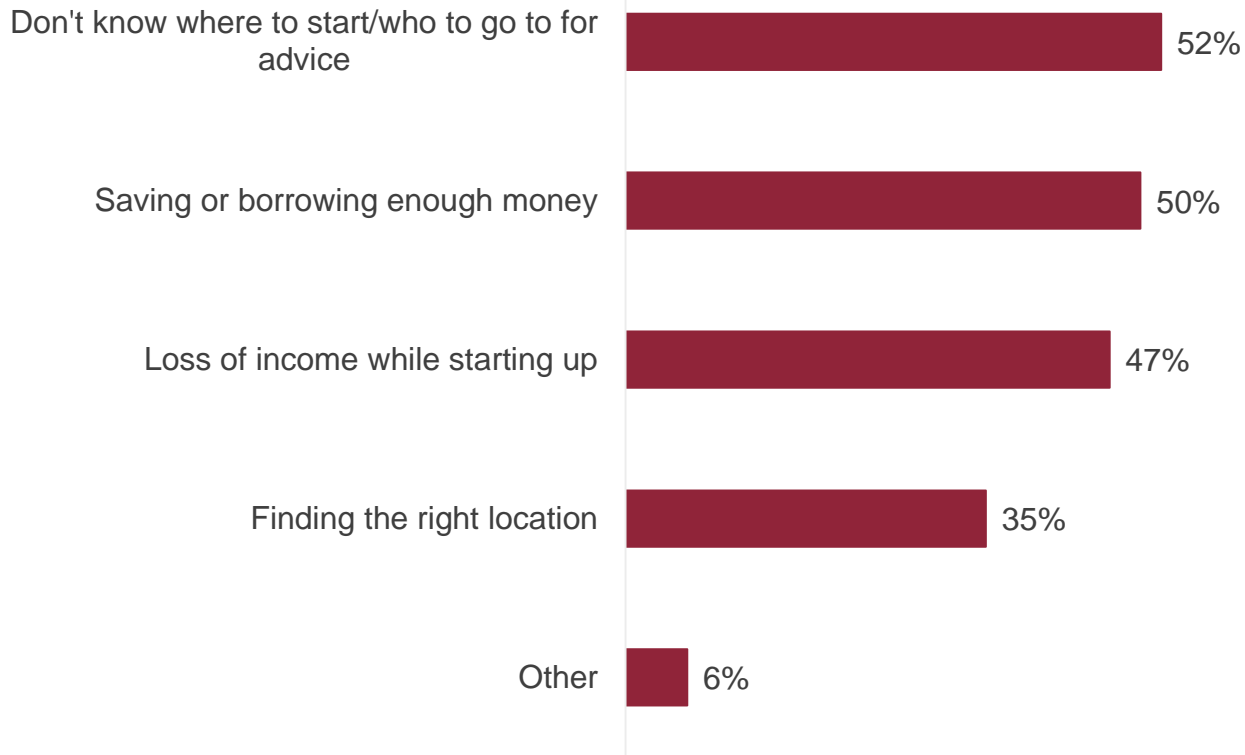 Don't know where to start/who to go to for
advice
52%
Saving or borrowing enough money
50%
Loss of income while starting up
47%
Finding the right location
35%
Other
6%